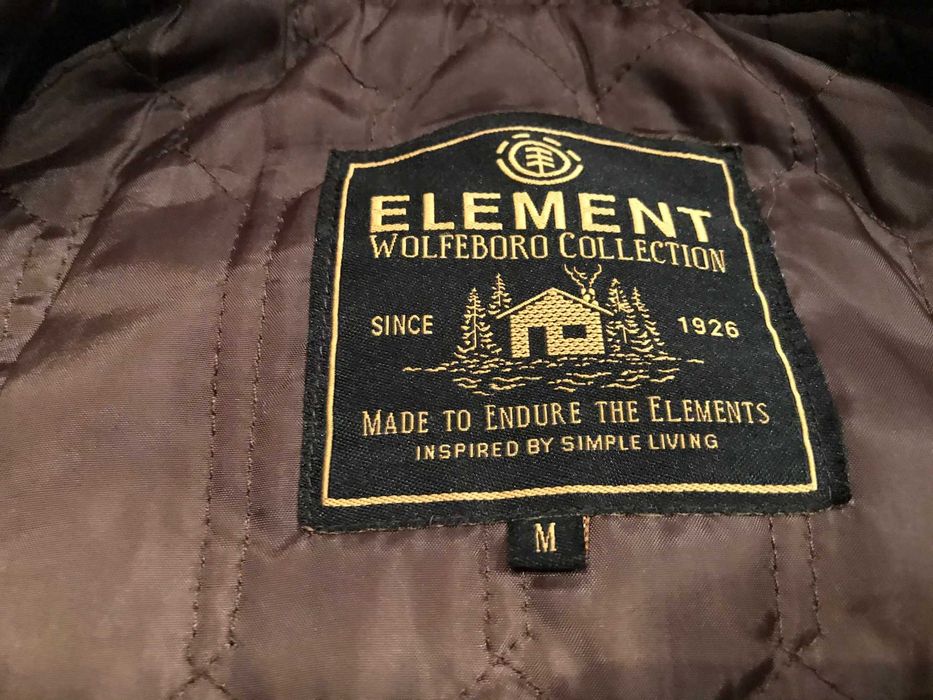 ELEMENT
WOLFEBORO COLLECTION
SINCE 1926
MADE TO ENDURE THE ELEMENTS
INSPIRED BY SIMPLE LIVING
M